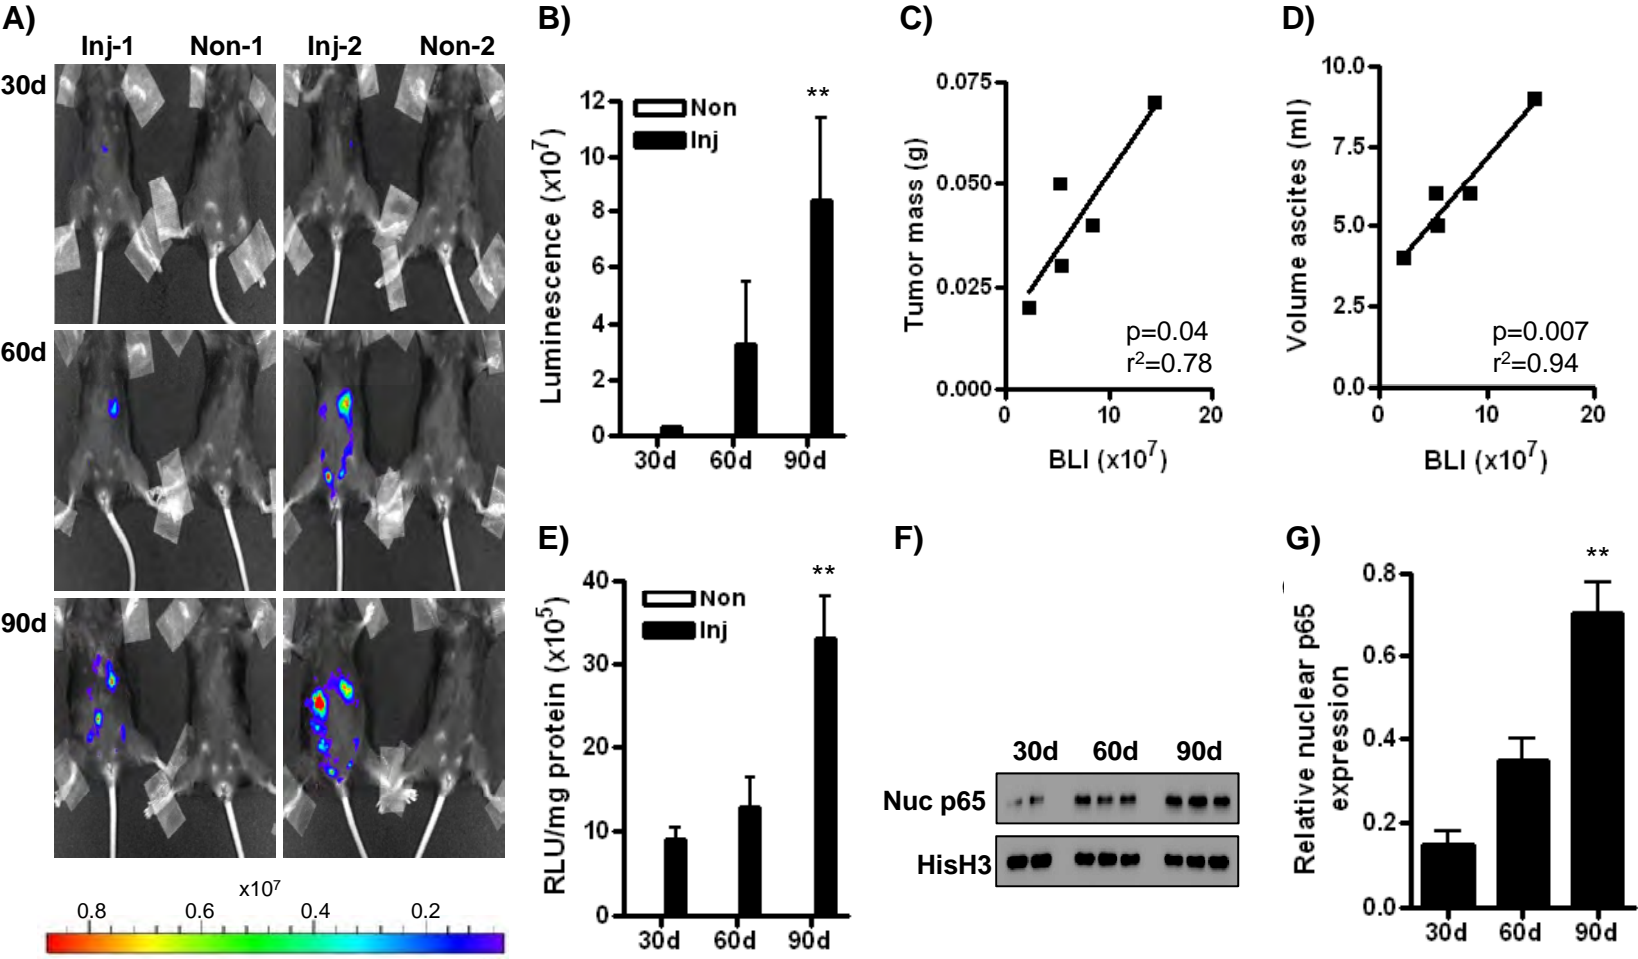 A)
Inj-1 Non-1 Inj-2 Non-2
30d
60d
90d
x10⁷
0.8 0.6 0.4 0.2
B)
**
Non
Inj
Luminescence (x10⁷)
12
10
8
6
4
2
0
30d 60d 90d
C)
Tumor mass (g)
0.075
0.050
0.025
0.000
p=0.04
r²=0.78
0 10 20
BLI (x10⁷)
D)
Volume ascites (ml)
10.0
7.5
5.0
2.5
0.0
p=0.007
r²=0.94
0 10 20
BLI (x10⁷)
E)
**
Non
Inj
RLU/mg protein (x10⁵)
40
30
20
10
0
30d 60d 90d
F)
30d 60d 90d
Nuc p65
HisH3
G)
**
Relative nuclear p65
expression
0.8
0.6
0.4
0.2
0.0
30d 60d 90d